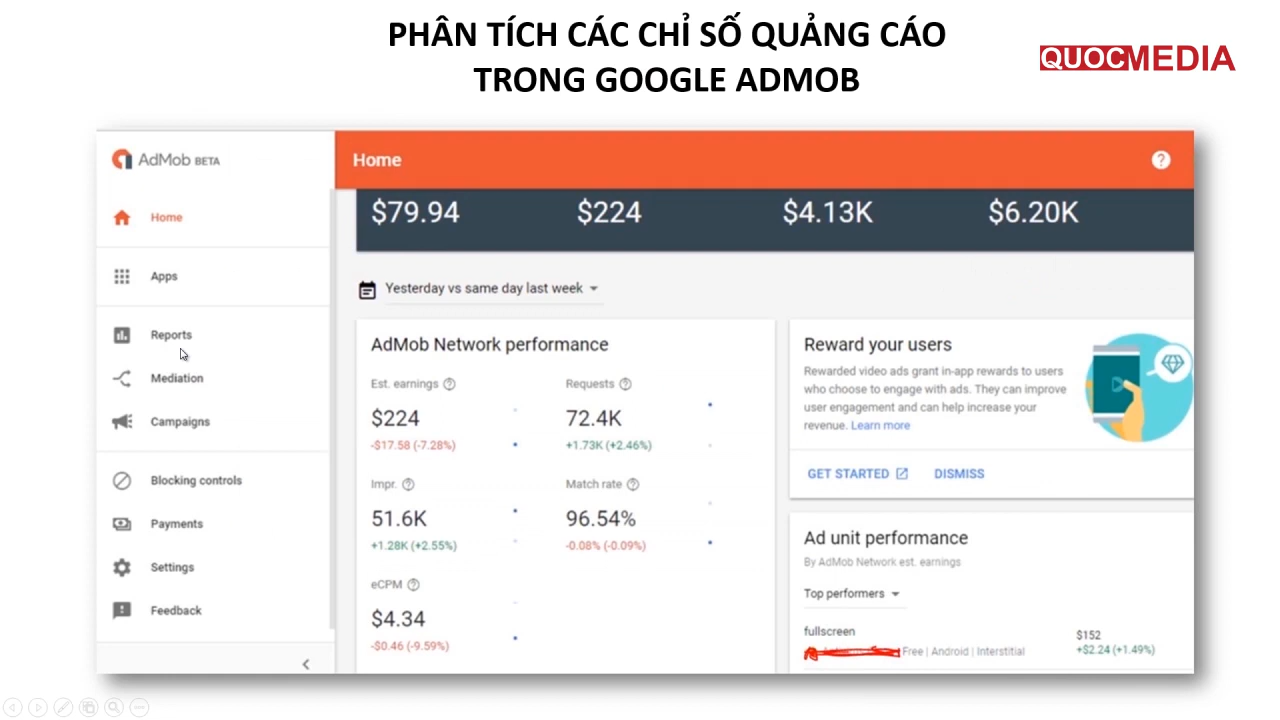 PHÂN TÍCH CÁC CHỈ SỐ QUẢNG CÁO
TRONG GOOGLE ADMOB
QUOCMEDIA
AdMob BETA
Home
?
Home
Apps
Reports
Mediation
Campaigns
Blocking controls
Payments
Settings
Feedback
$79.94 $224 $4.13K $6.20K
Yesterday vs same day last week
AdMob Network performance
Est. earnings ? Requests ?
$224 72.4K
-$17.58 (-7.28%) +1.73K (+2.46%)
Impr. ? Match rate ?
51.6K 96.54%
+1.28K (+2.55%) -0.08% (-0.09%)
eCPM ?
$4.34
-$0.46 (-9.59%)
Reward your users
Rewarded video ads grant in-app rewards to users
who choose to engage with ads. They can improve
user engagement and can help increase your
revenue. Learn more
GET STARTED DISMISS
Ad unit performance
By AdMob Network est. earnings
Top performers
fullscreen $152
Free | Android | Interstitial +$2.24 (+1.49%)